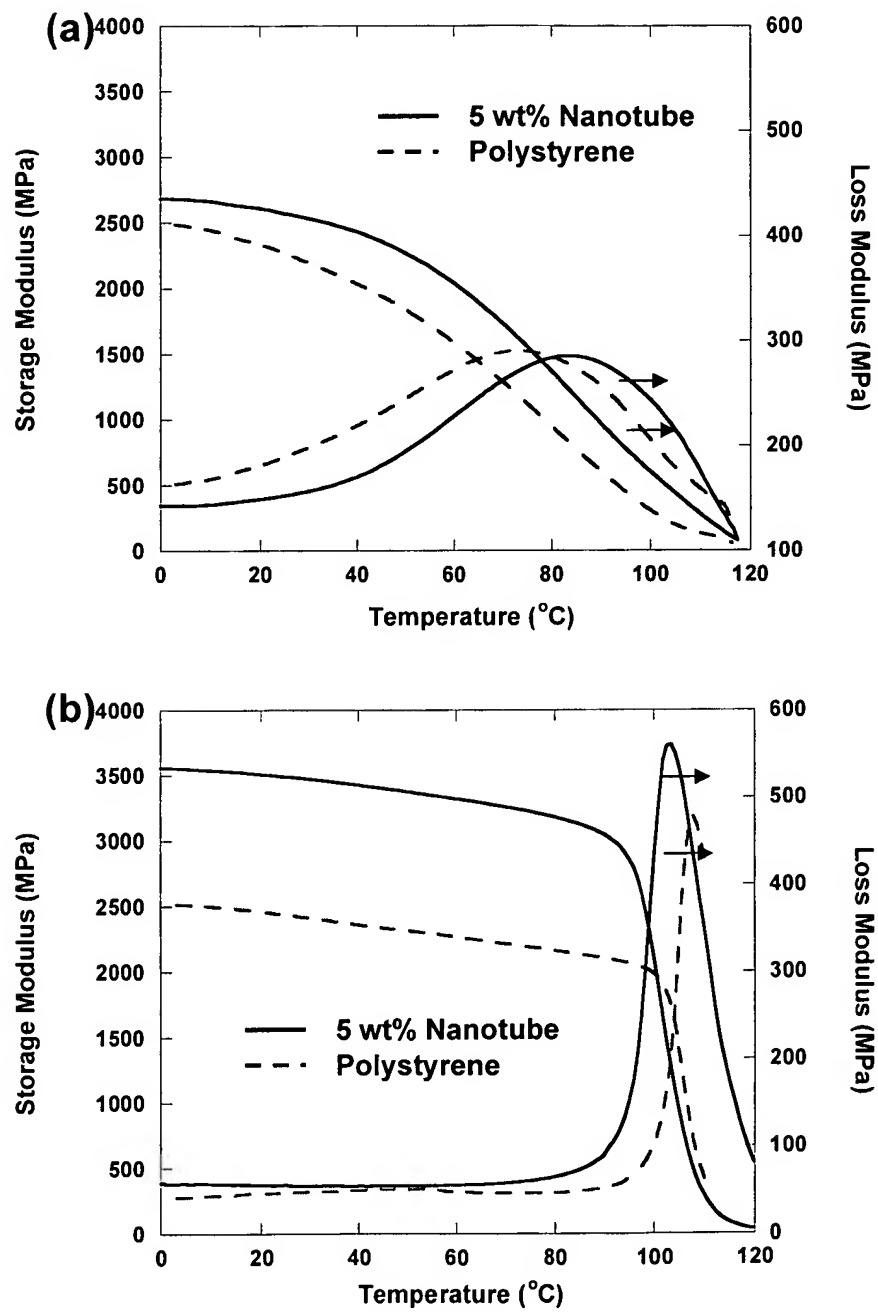 (a)
4000
3500
3000
2500
2000
1500
1000
500
0
Storage Modulus (MPa)
5 wt% Nanotube
Polystyrene
600
500
400
300
200
100
Loss Modulus (MPa)
0 20 40 60 80 100 120
Temperature (°C)
(b)
4000
3500
3000
2500
2000
1500
1000
500
0
Storage Modulus (MPa)
5 wt% Nanotube
Polystyrene
600
500
400
300
200
100
0
Loss Modulus (MPa)
0 20 40 60 80 100 120
Temperature (°C)